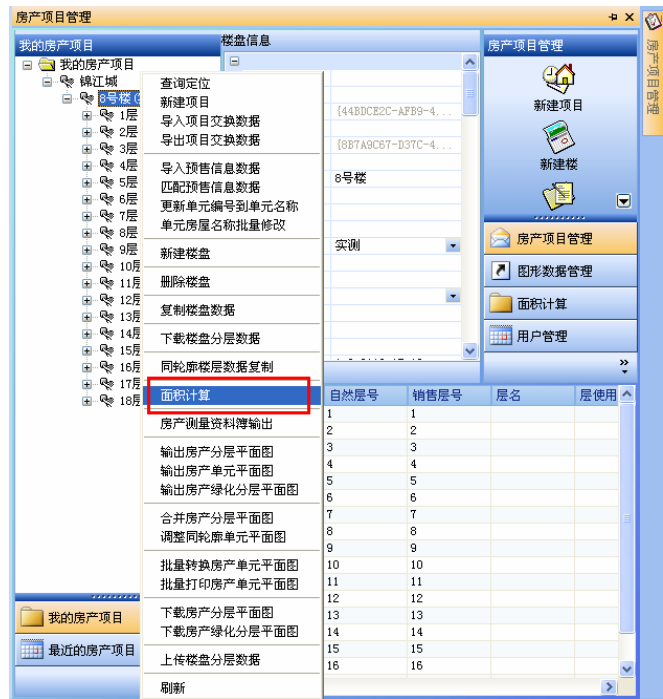 房产项目管理
我的房产项目
我的房产项目
锦江城
8号楼(
1层
2层
3层
4层
5层
6层
7层
8层
9层
10层
11层
12层
13层
14层
15层
16层
17层
18层
我的房产项目
最近的房产项目
查询定位
新建项目
导入项目交换数据
导出项目交换数据
导入预售信息数据
匹配预售信息数据
更新单元编号到单元名称
单元房屋名称批量修改
新建楼盘
删除楼盘
复制楼盘数据
下载楼盘分层数据
同轮廓楼层数据复制
面积计算
房产测量资料簿输出
输出房产分层平面图
输出房产单元平面图
输出房产绿化分层平面图
合并房产分层平面图
调整同轮廓单元平面图
批量转换房产单元平面图
批量打印房产单元平面图
下载房产分层平面图
下载房产绿化分层平面图
上传楼盘分层数据
刷新
楼盘信息
{44BDCE2C-AFB9-4...
{8B7A9C67-D37C-4...
8号楼
实测
房产项目管理
新建项目
新建楼
房产项目管理
图形数据管理
面积计算
用户管理
房产项目管理
自然层号 销售层号 层名 层使用
1 1
2 2
3 3
4 4
5 5
6 6
7 7
8 8
9 9
10 10
11 11
12 12
13 13
14 14
15 15
16 16